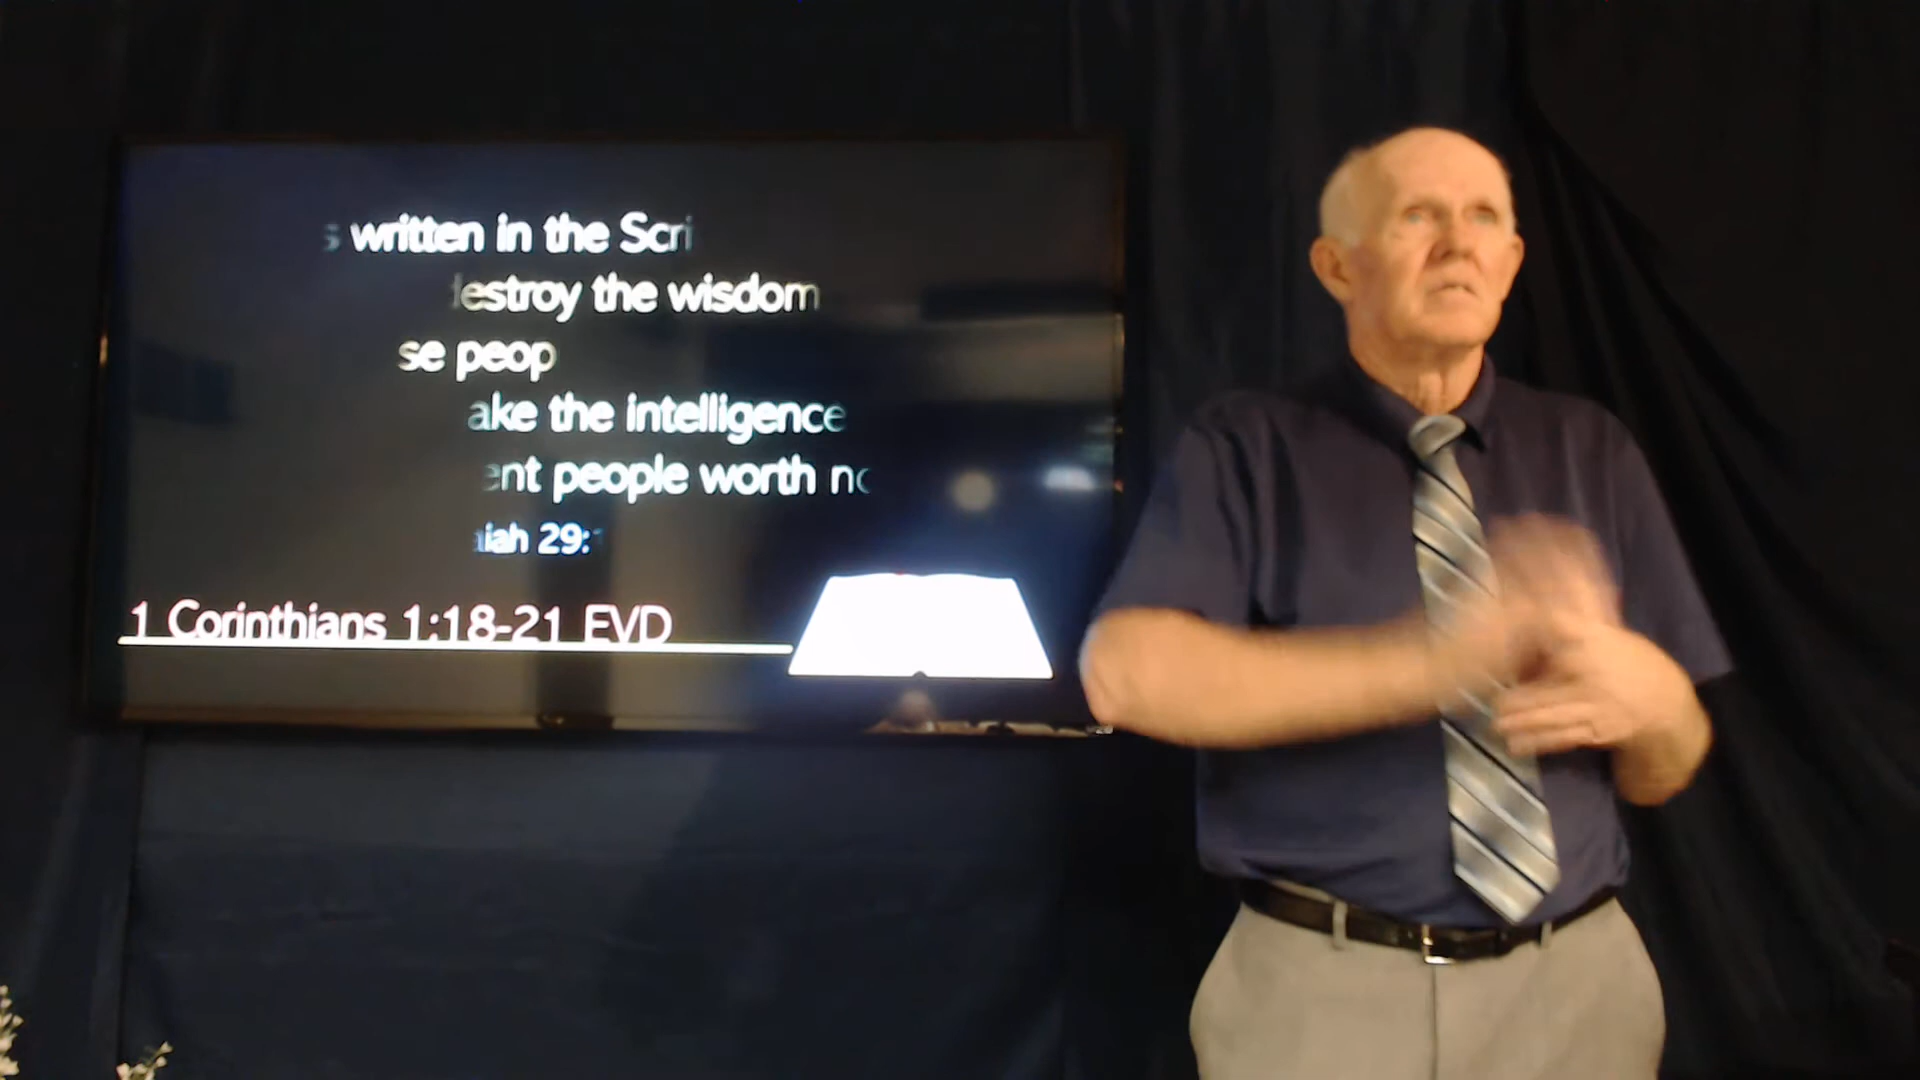 written in the Scri
estroy the wisdom
se peop
ake the intelligence
ent people worth no
iah 29:
1 Corinthians 1:18-21 EVD